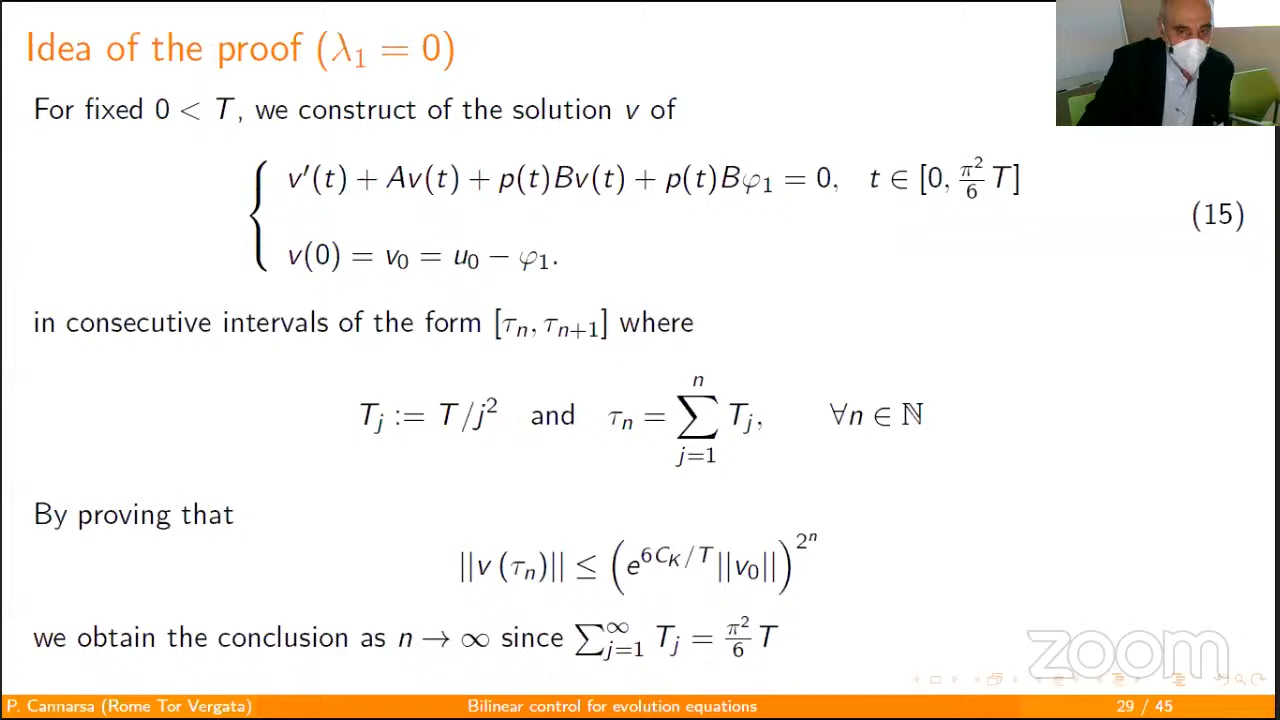 Idea of the proof (λ₁ = 0)
For fixed 0 < T, we construct of the solution v of
v′(t) + Av(t) + p(t)Bv(t) + p(t)Bφ₁ = 0, t ∈ [0, π²/6 T]
(15)
v(0) = v₀ = u₀ − φ₁.
in consecutive intervals of the form [τₙ, τₙ₊₁] where
Tⱼ := T/j² and τₙ = ∑ⁿⱼ₌₁ Tⱼ, ∀n ∈ ℕ
By proving that
||v (τₙ)|| ≤ (e^{6C_K/T}||v₀||)^{2ⁿ}
we obtain the conclusion as n → ∞ since ∑^∞_{j=1} Tⱼ = π²/6 T
zoom
P. Cannarsa (Rome Tor Vergata) Bilinear control for evolution equations 29 / 45